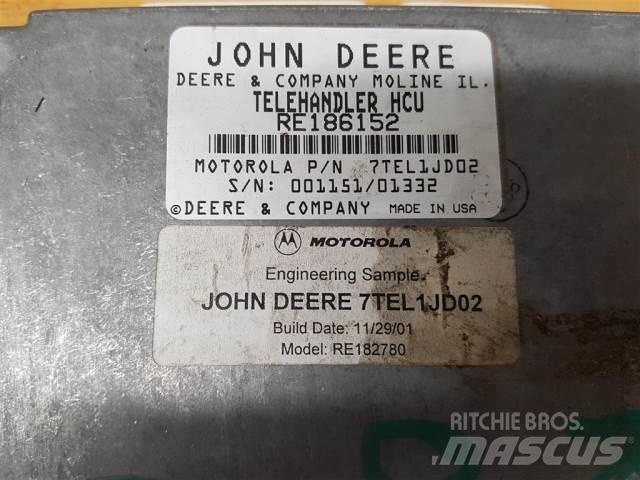 JOHN DEERE
DEERE & COMPANY MOLINE IL.
TELEHANDLER HCU
RE186152
MOTOROLA P/N 7TEL1JD02
S/N: 001151/01332
©DEERE & COMPANY MADE IN USA
MOTOROLA
Engineering Sample
JOHN DEERE 7TEL1JD02
Build Date: 11/29/01
Model: RE182780
RITCHIE BROS.
MASCUS